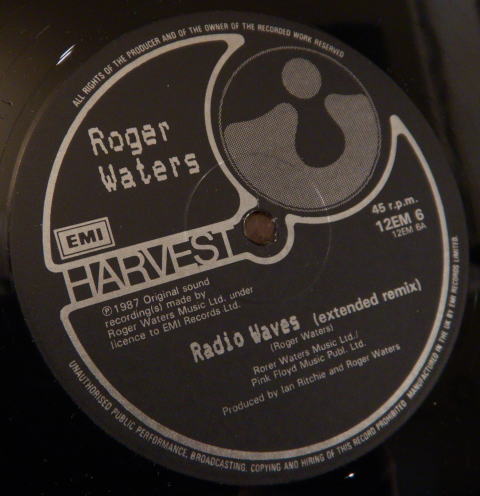 ALL RIGHTS OF THE PRODUCER AND OF THE OWNER OF THE RECORDED WORK RESERVED
Roger
Waters
EMI
HARVEST
45 r.p.m.
12EM 6
12EM 6A
℗1987 Original sound
recording(s) made by
Roger Waters Music Ltd. under
licence to EMI Records Ltd.
Radio Waves (extended remix)
(Roger Waters)
Rorer Waters Music Ltd./
Pink Floyd Music Publ. Ltd.
Produced by Ian Ritchie and Roger Waters
UNAUTHORISED PUBLIC PERFORMANCE, BROADCASTING, COPYING AND HIRING OF THIS RECORD PROHIBITED. MANUFACTURED IN THE UK BY EMI RECORDS LIMITED.